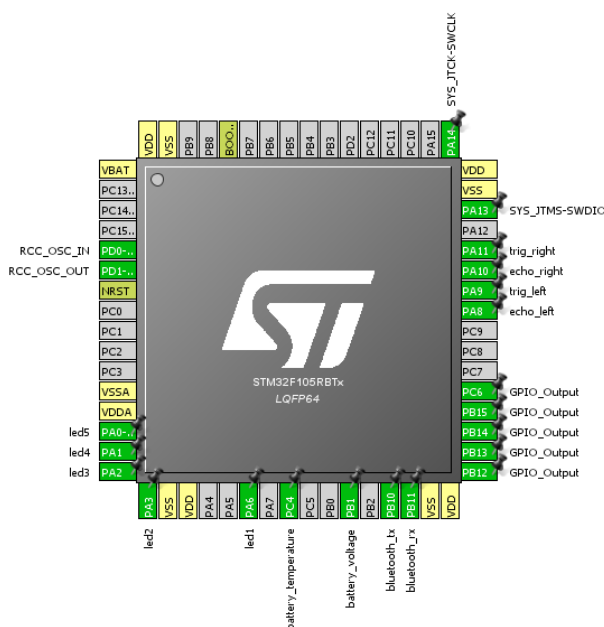 SYS_JTCK-SWCLK
VDD
VSS
PB9
PB8
BOO..
PB7
PB6
PB5
PB4
PB3
PD2
PC12
PC11
PC10
PA15
PA14
VBAT
PC13..
PC14..
PC15..
RCC_OSC_IN PD0-..
RCC_OSC_OUT PD1-..
NRST
PC0
PC1
PC2
PC3
VSSA
VDDA
led5 PA0-..
led4 PA1
led3 PA2
ST
STM32F105RBTx
LQFP64
VDD
VSS
PA13 SYS_JTMS-SWDIO
PA12
PA11 trig_right
PA10 echo_right
PA9 trig_left
PA8 echo_left
PC9
PC8
PC7
PC6 GPIO_Output
PB15 GPIO_Output
PB14 GPIO_Output
PB13 GPIO_Output
PB12 GPIO_Output
PA3
VSS
VDD
PA4
PA5
PA6
PA7
PC4
PC5
PB0
PB1
PB2
PB10
PB11
VSS
VDD
led2
led1
battery_temperature
battery_voltage
bluetooth_tx
bluetooth_rx